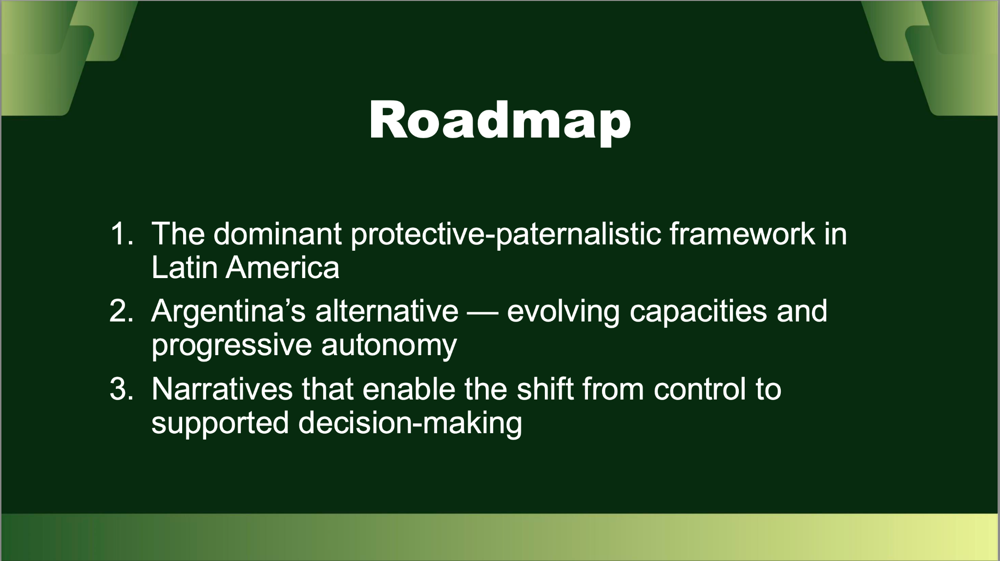 Roadmap
1. The dominant protective-paternalistic framework in
Latin America
2. Argentina’s alternative — evolving capacities and
progressive autonomy
3. Narratives that enable the shift from control to
supported decision-making